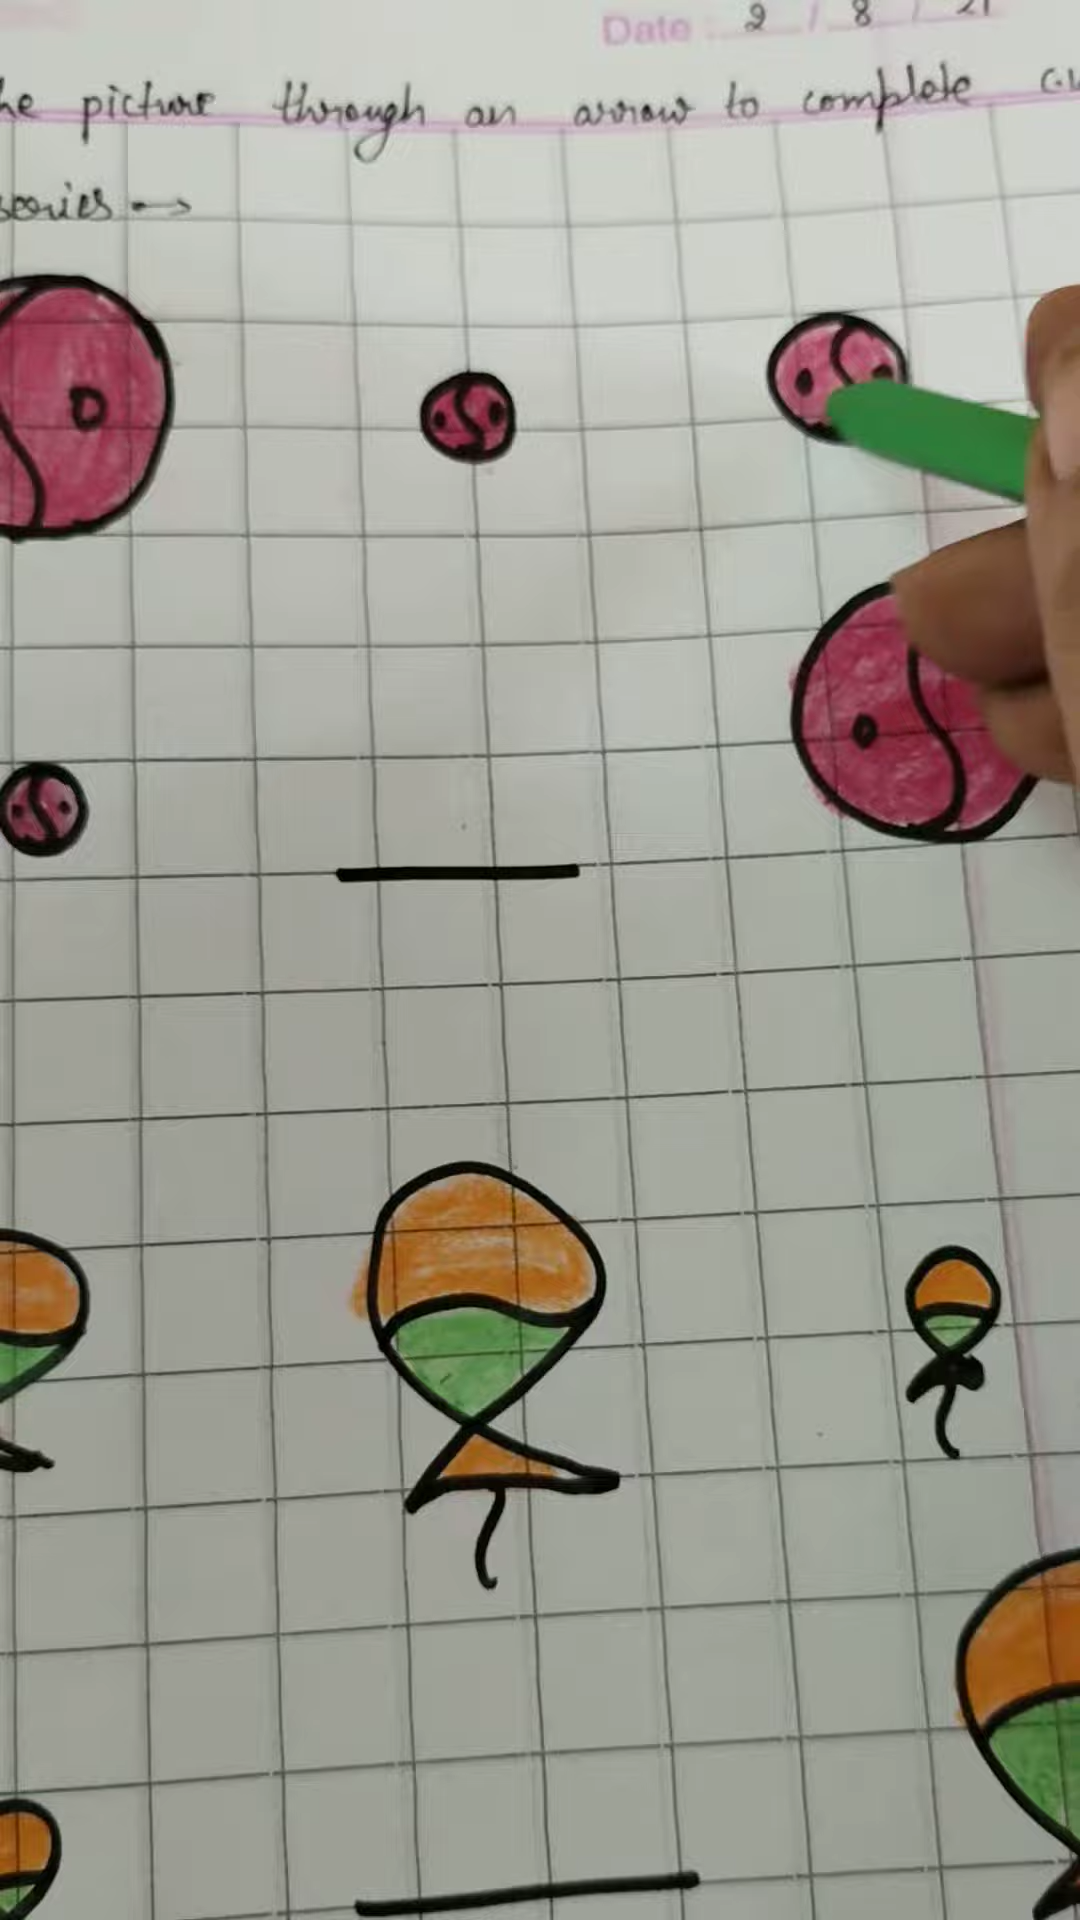 Date : 2 / 8 / 21
he picture through an arrow to complete
series →